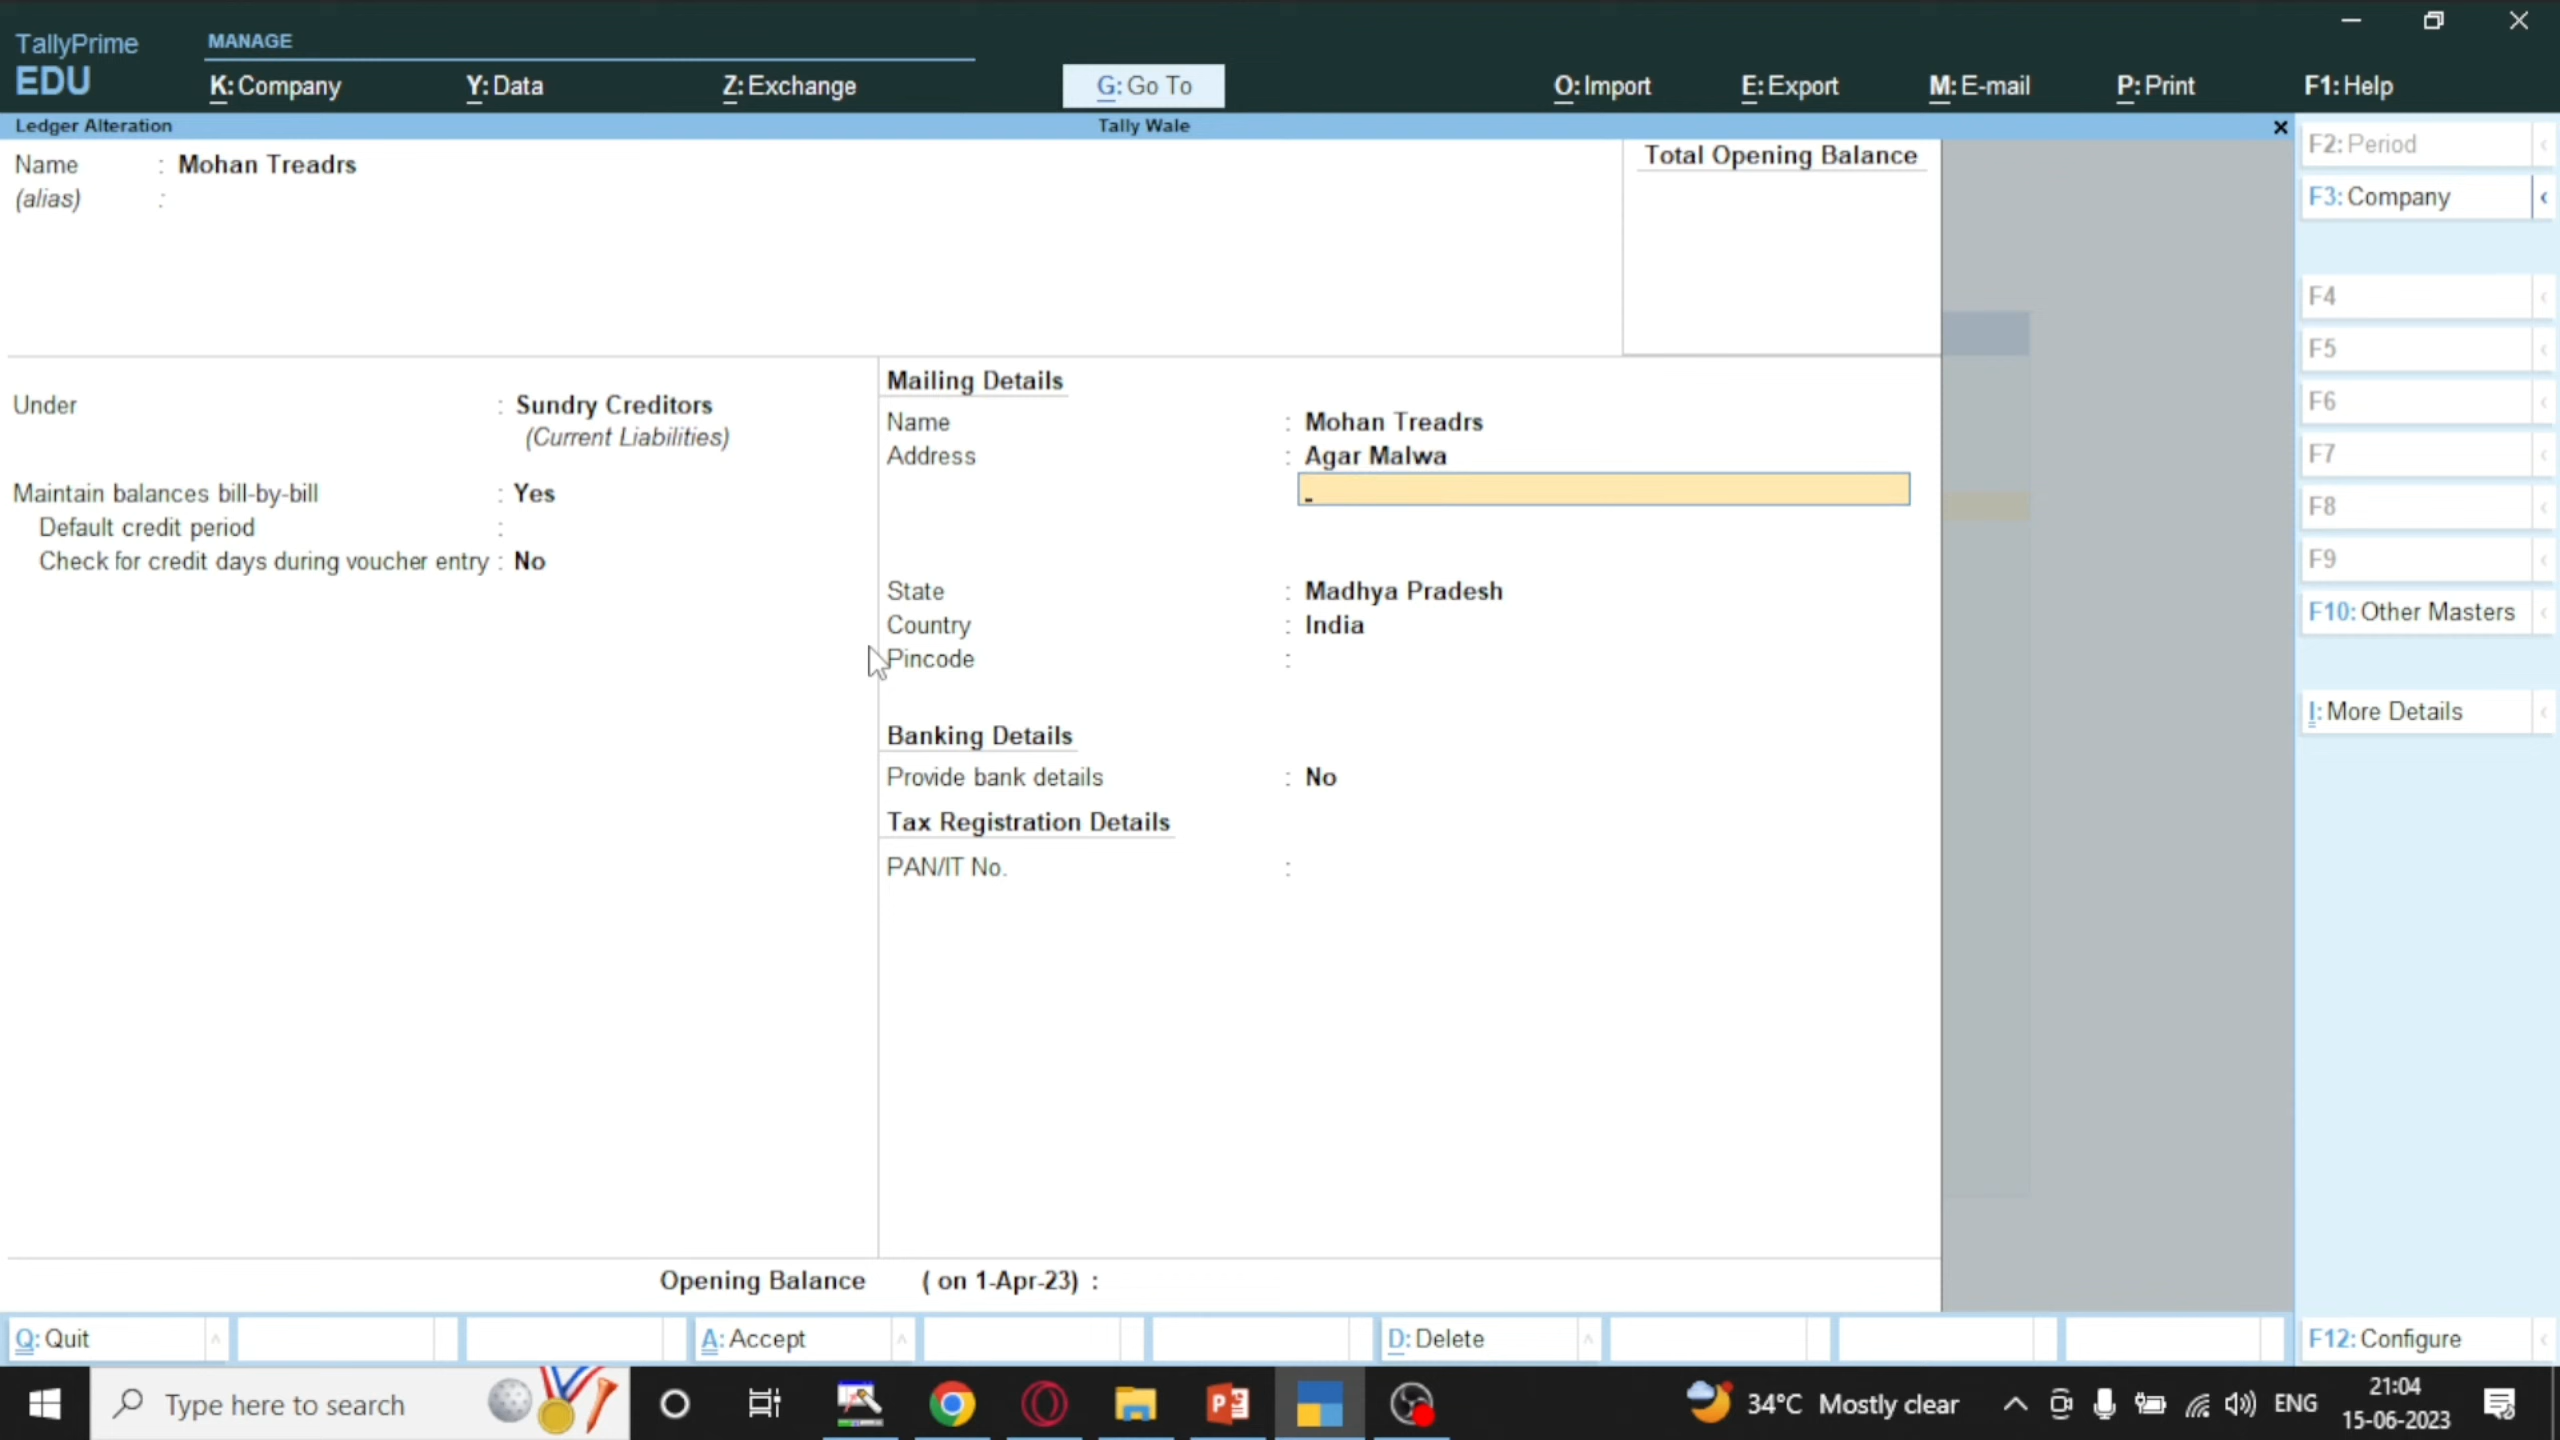 TallyPrime
EDU
MANAGE
K: Company
Y: Data
Z: Exchange
G: Go To
O: Import
E: Export
M: E-mail
P: Print
F1: Help
Ledger Alteration
Tally Wale
Name : Mohan Treadrs
(alias) :
Total Opening Balance
Under : Sundry Creditors
(Current Liabilities)
Maintain balances bill-by-bill : Yes
Default credit period :
Check for credit days during voucher entry : No
Mailing Details
Name : Mohan Treadrs
Address : Agar Malwa
State : Madhya Pradesh
Country : India
Pincode :
Banking Details
Provide bank details : No
Tax Registration Details
PAN/IT No. :
Opening Balance ( on 1-Apr-23) :
F2: Period
F3: Company
F4
F5
F6
F7
F8
F9
F10: Other Masters
I: More Details
F12: Configure
Q: Quit
A: Accept
D: Delete
Type here to search
34°C Mostly clear
ENG
21:04
15-06-2023